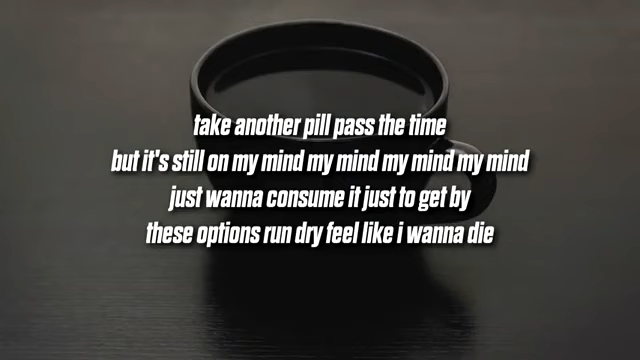 take another pill pass the time
but it's still on my mind my mind my mind my mind
just wanna consume it just to get by
these options run dry feel like i wanna die